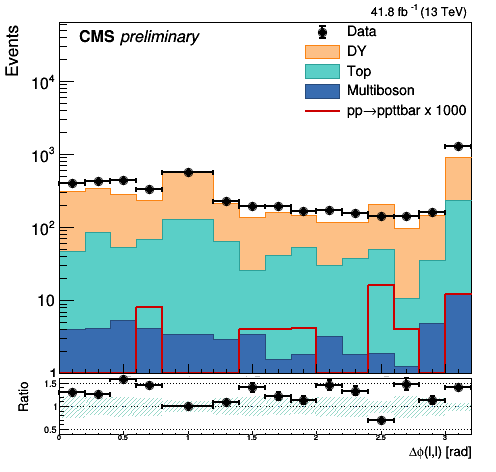 41.8 fb⁻¹ (13 TeV)
CMS preliminary
Data
DY
Top
Multiboson
pp→ppttbar x 1000
Events
10⁴
10³
10²
10
1
Ratio
1.5
1
0.5
0 0.5 1 1.5 2 2.5 3
Δϕ(l,l) [rad]